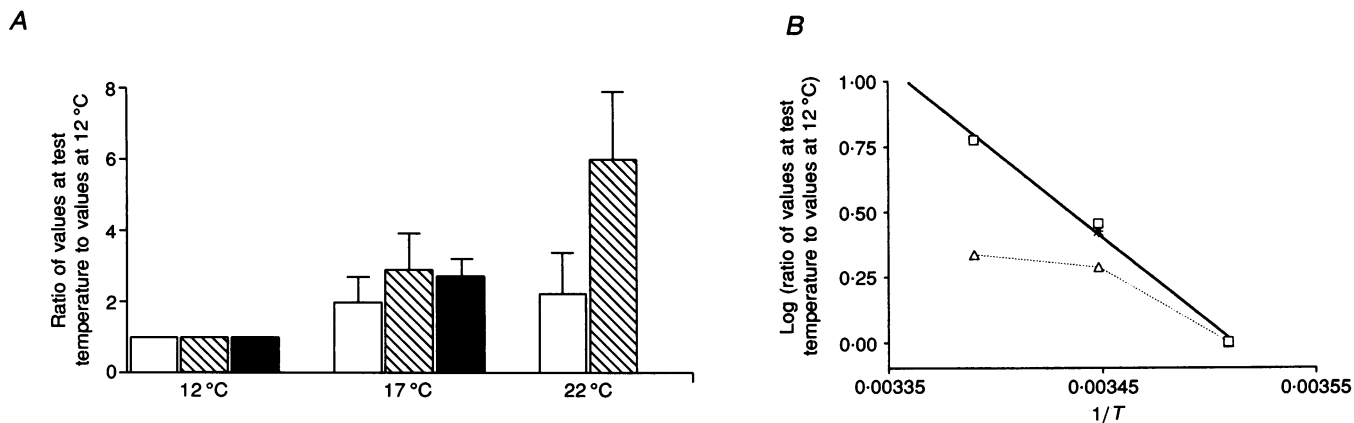 A
Ratio of values at test
temperature to values at 12 °C
8
6
4
2
0
12 °C
17 °C
22 °C
B
Log (ratio of values at test
temperature to values at 12 °C)
1·00
0·75
0·50
0·25
0·00
0·00335
0·00345
0·00355
1/T